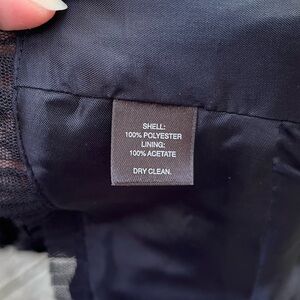 SHELL:
100% POLYESTER
LINING:
100% ACETATE
DRY CLEAN.